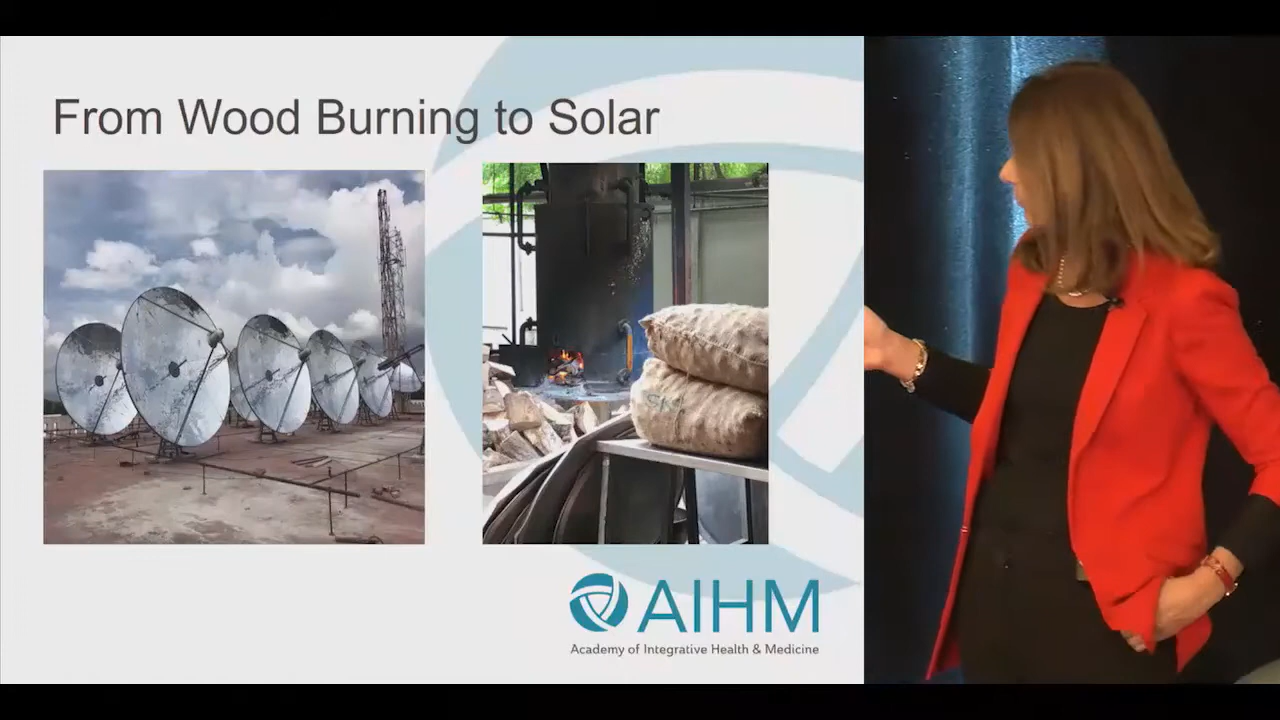 From Wood Burning to Solar
AIHM
Academy of Integrative Health & Medicine